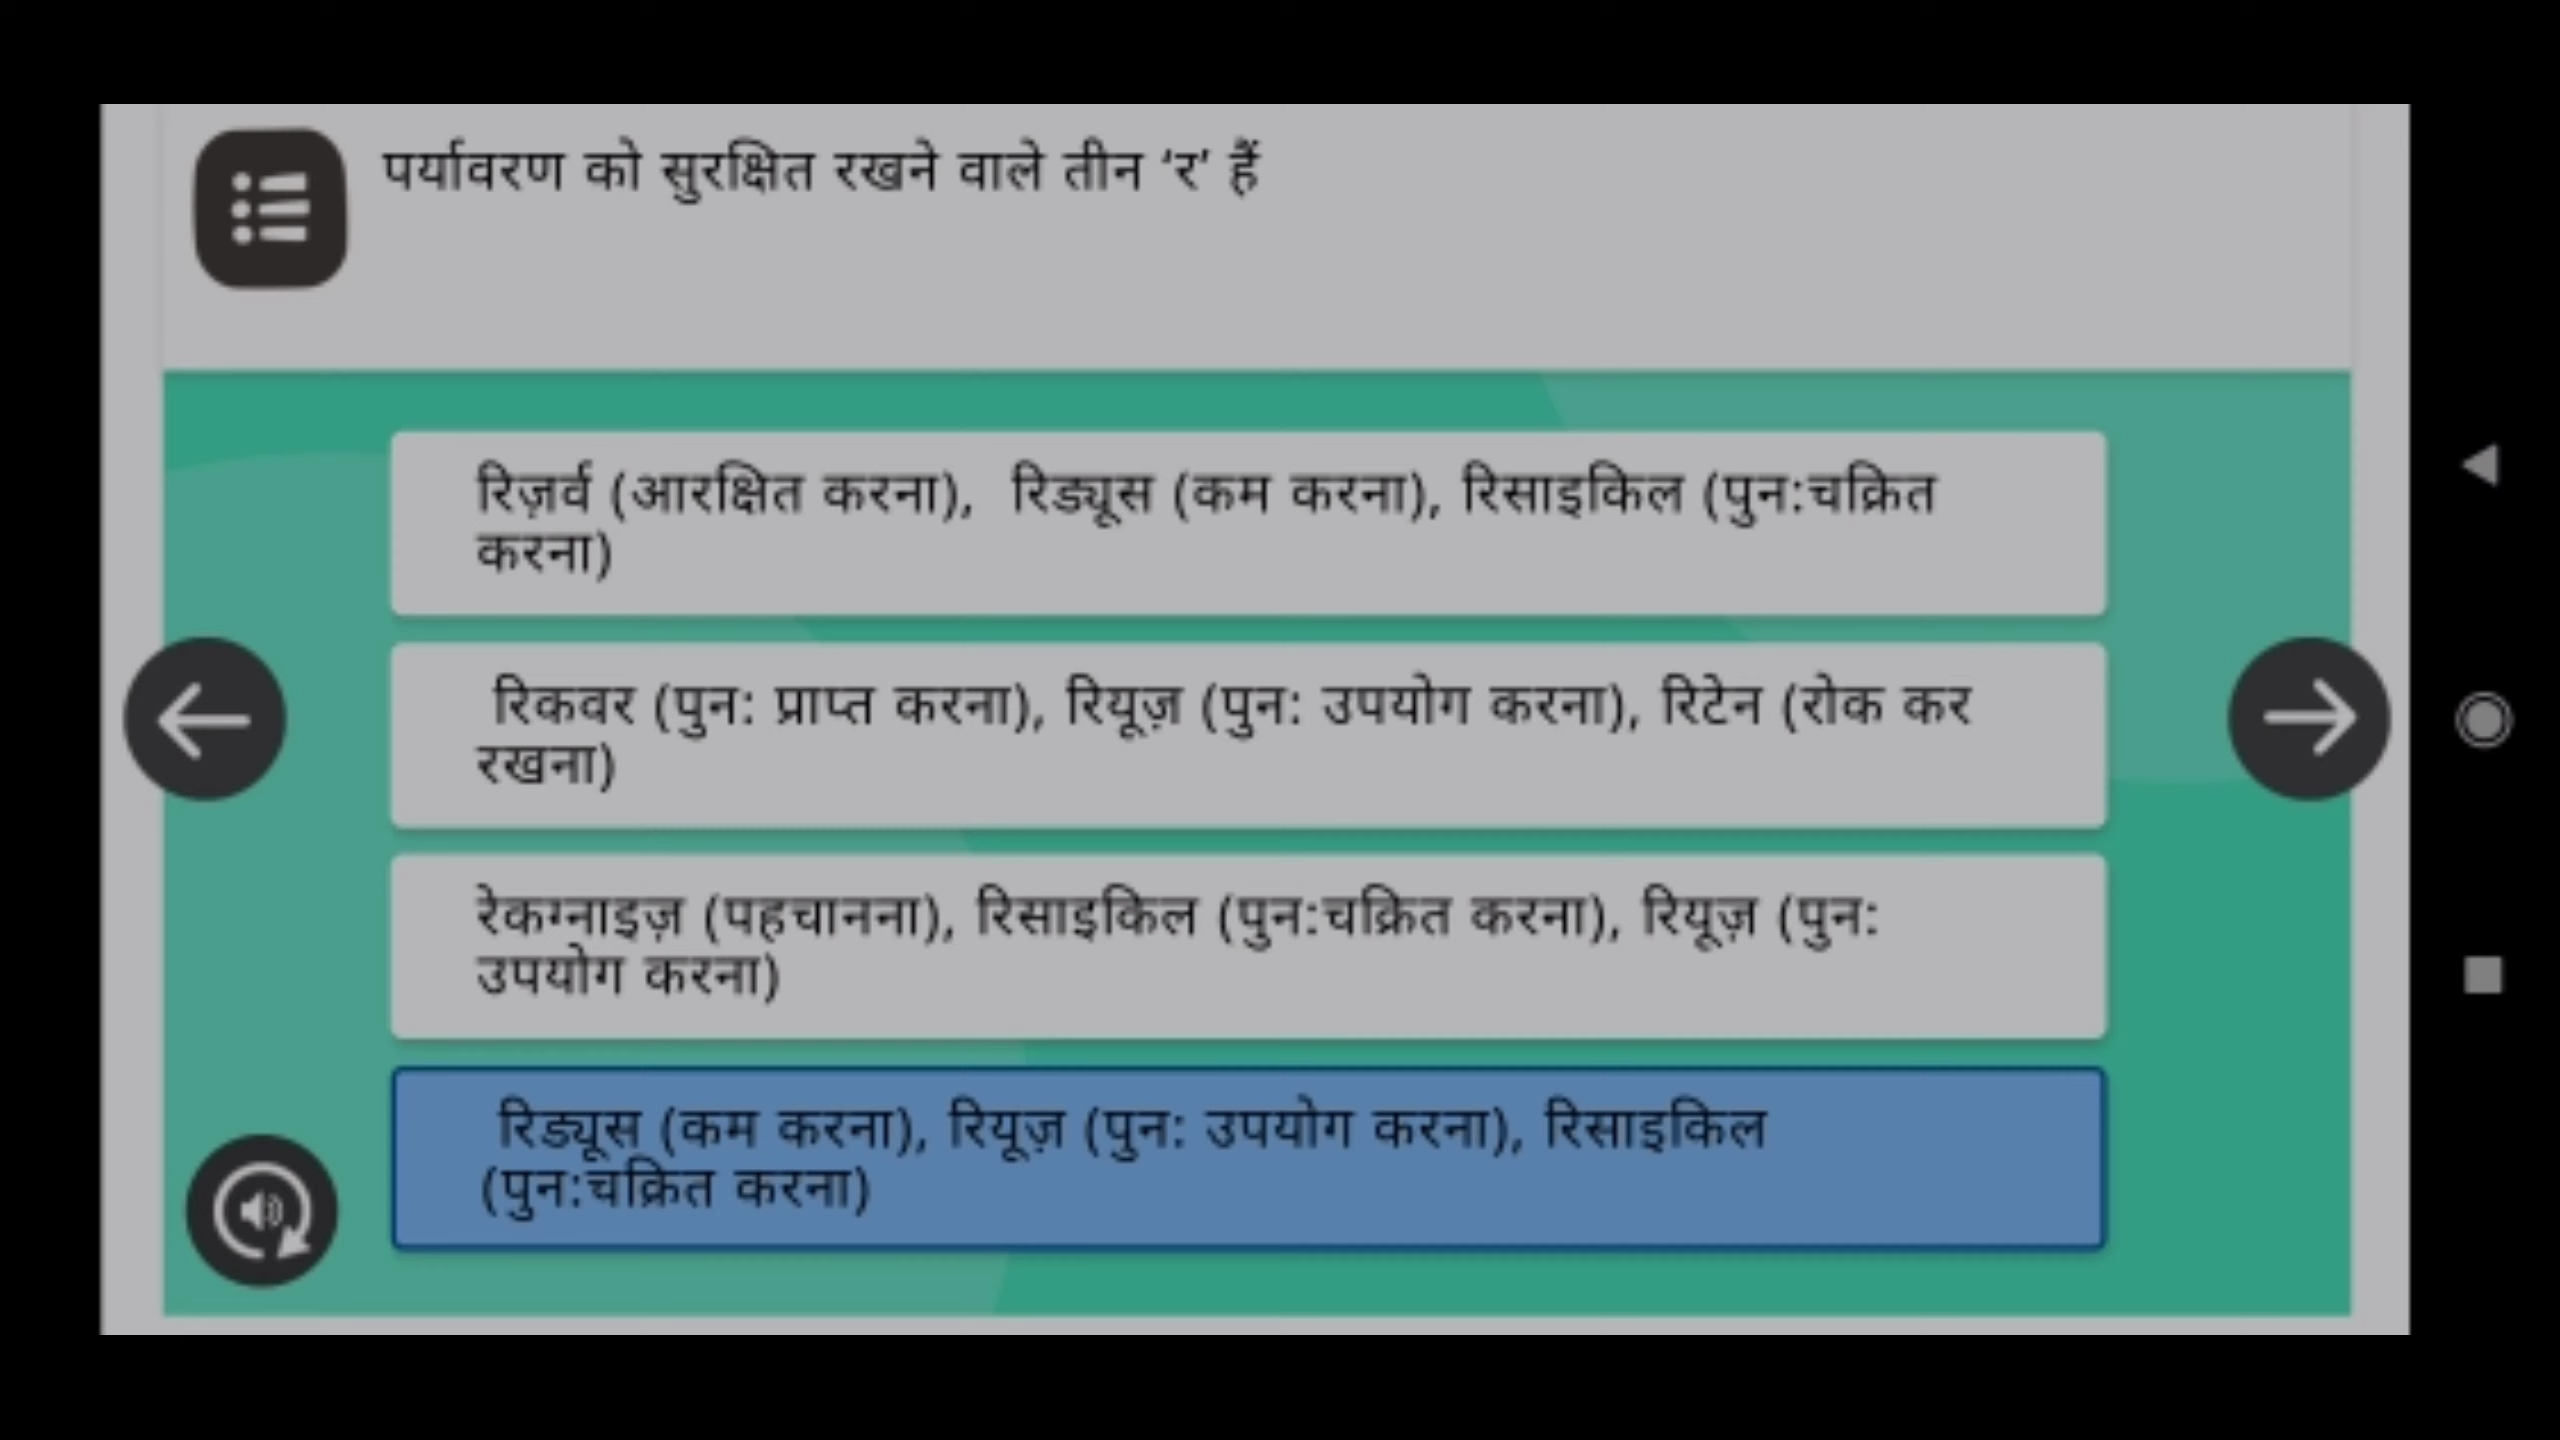 पर्यावरण को सुरक्षित रखने वाले तीन ‘र’ हैं
रिज़र्व (आरक्षित करना), रिड्यूस (कम करना), रिसाइकिल (पुन:चक्रित
करना)
रिकवर (पुन: प्राप्त करना), रियूज़ (पुन: उपयोग करना), रिटेन (रोक कर
रखना)
रेकग्नाइज़ (पहचानना), रिसाइकिल (पुन:चक्रित करना), रियूज़ (पुन:
उपयोग करना)
रिड्यूस (कम करना), रियूज़ (पुन: उपयोग करना), रिसाइकिल
(पुन:चक्रित करना)